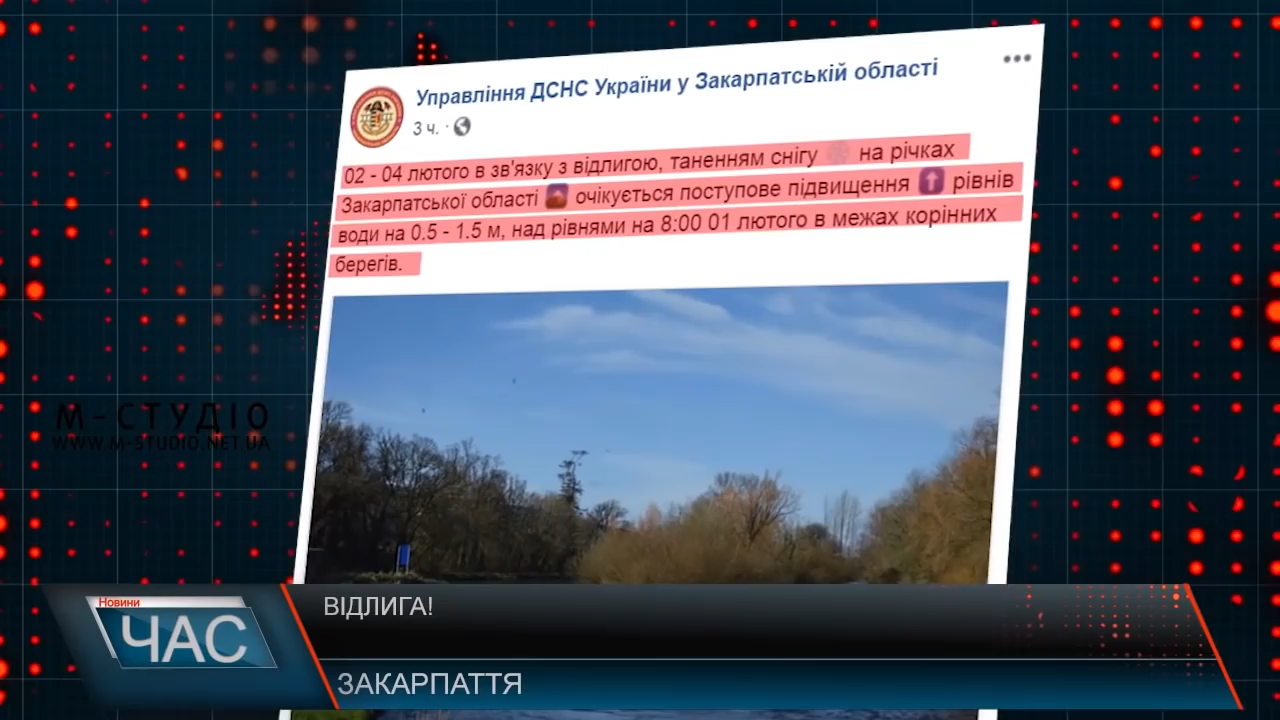 Управління ДСНС України у Закарпатській області
3 ч. ·
02 - 04 лютого в зв'язку з відлигою, таненням снігу на річках
Закарпатської області очікується поступове підвищення рівнів
води на 0.5 - 1.5 м, над рівнями на 8:00 01 лютого в межах корінних
берегів.
М-СТУДІО
WWW.M-STUDIO.NET.UA
Новини
ЧАС
ВІДЛИГА!
ЗАКАРПАТТЯ